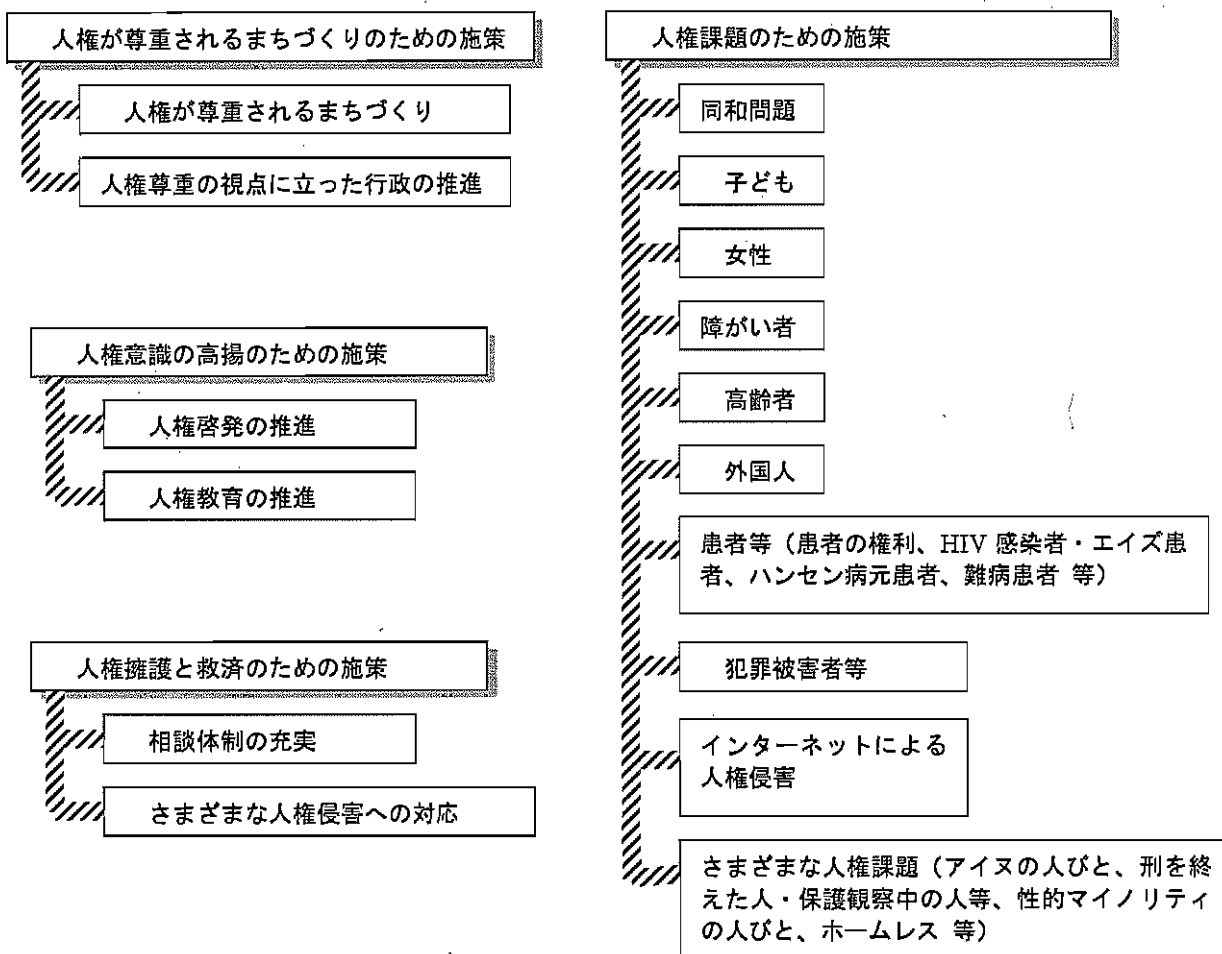 人権が尊重されるまちづくりのための施策
人権が尊重されるまちづくり
人権尊重の視点に立った行政の推進
人権意識の高揚のための施策
人権啓発の推進
人権教育の推進
人権擁護と救済のための施策
相談体制の充実
さまざまな人権侵害への対応
人権課題のための施策
同和問題
子ども
女性
障がい者
高齢者
外国人
患者等（患者の権利、HIV 感染者・エイズ患
者、ハンセン病元患者、難病患者 等）
犯罪被害者等
インターネットによる
人権侵害
さまざまな人権課題（アイヌの人びと、刑を終
えた人・保護観察中の人等、性的マイノリティ
の人びと、ホームレス 等）